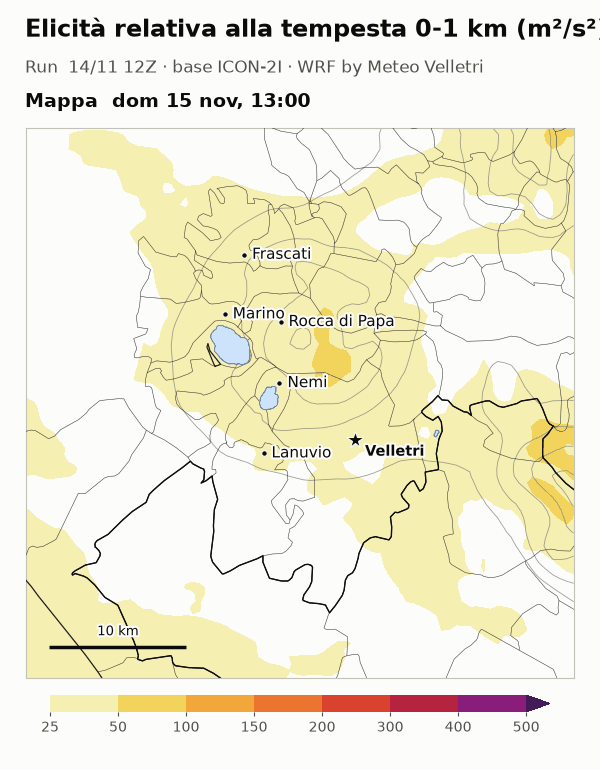 Elicità relativa alla tempesta 0-1 km (m²/s²)
Run 14/11 12Z · base ICON-2I · WRF by Meteo Velletri
Mappa dom 15 nov, 13:00
Frascati
Marino
Rocca di Papa
Nemi
Velletri
Lanuvio
10 km
25 50 100 150 200 300 400 500